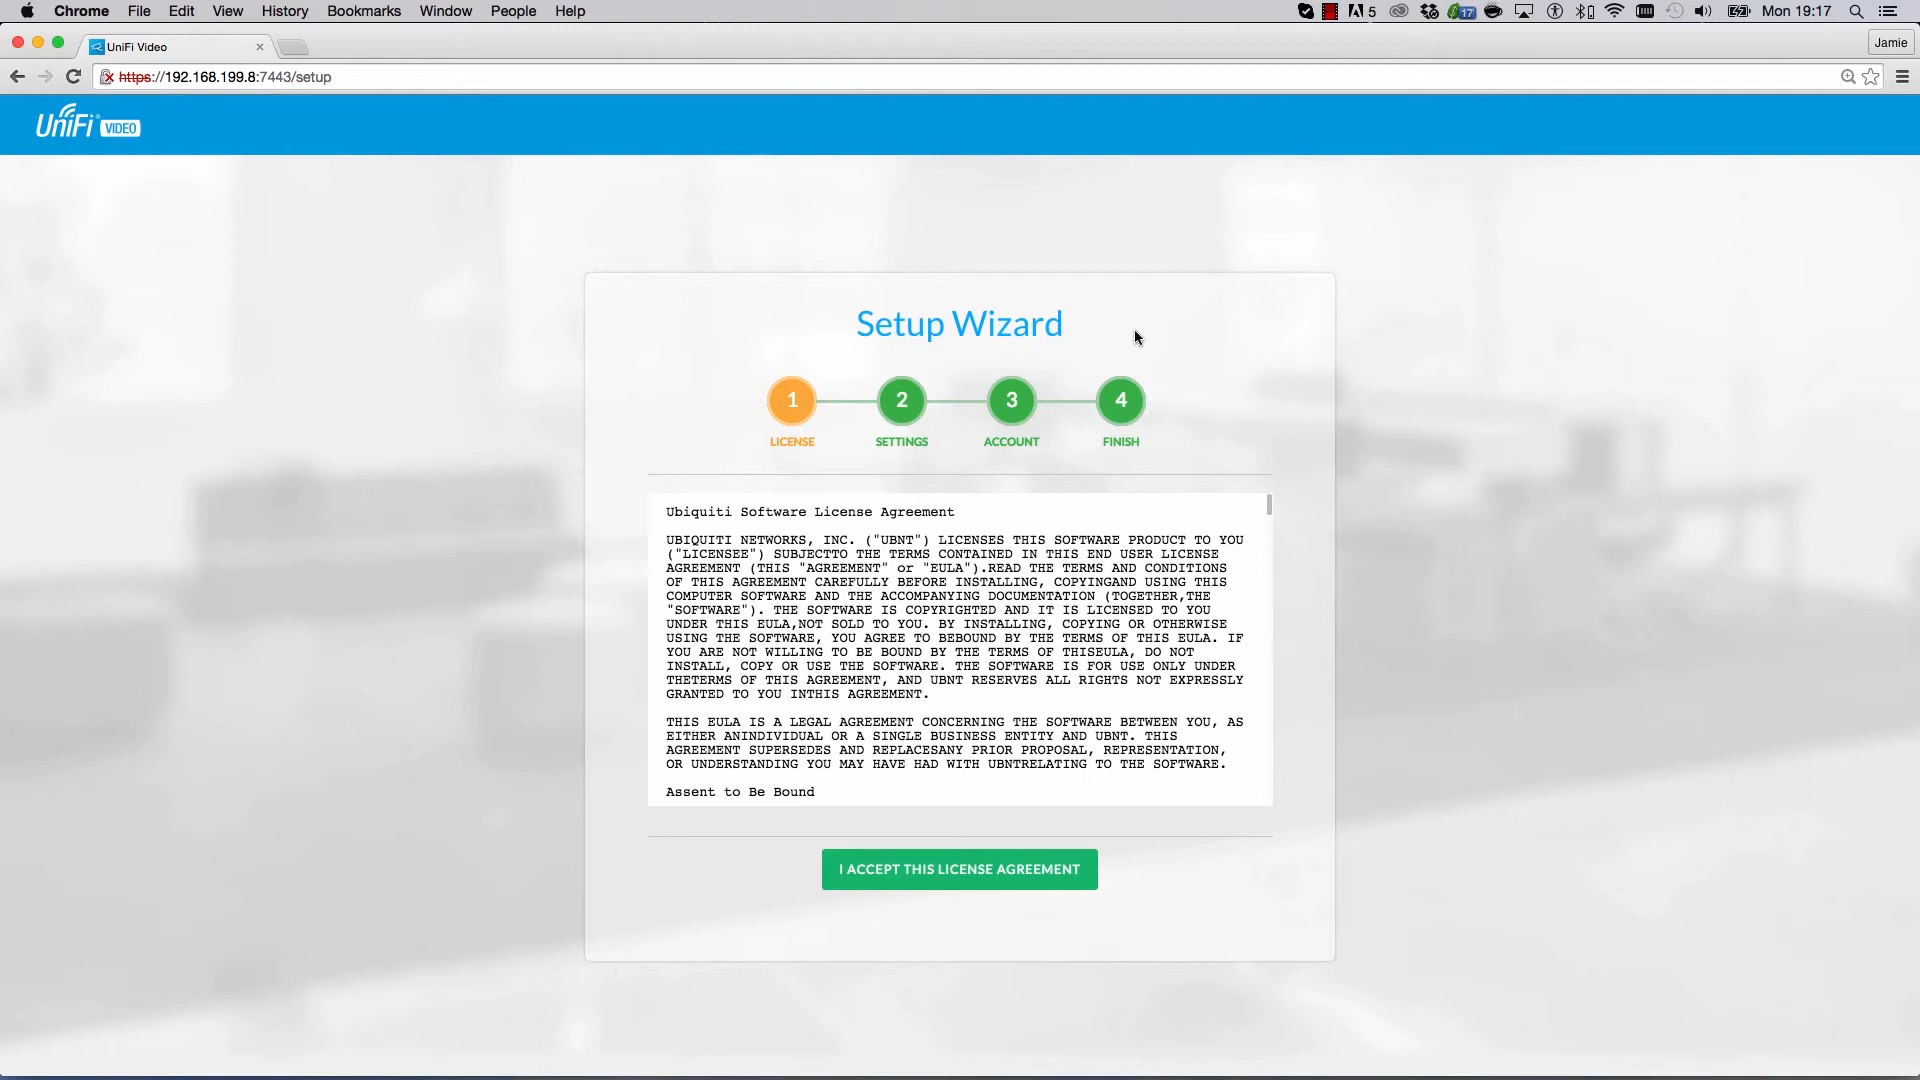 Chrome File Edit View History Bookmarks Window People Help 5 17 Mon 19:17
UniFi Video
Jamie
https://192.168.199.8:7443/setup
UniFi VIDEO
Setup Wizard
1 2 3 4
LICENSE SETTINGS ACCOUNT FINISH
Ubiquiti Software License Agreement
UBIQUITI NETWORKS, INC. ("UBNT") LICENSES THIS SOFTWARE PRODUCT TO YOU
("LICENSEE") SUBJECTTO THE TERMS CONTAINED IN THIS END USER LICENSE
AGREEMENT (THIS "AGREEMENT" or "EULA").READ THE TERMS AND CONDITIONS
OF THIS AGREEMENT CAREFULLY BEFORE INSTALLING, COPYINGAND USING THIS
COMPUTER SOFTWARE AND THE ACCOMPANYING DOCUMENTATION (TOGETHER,THE
"SOFTWARE"). THE SOFTWARE IS COPYRIGHTED AND IT IS LICENSED TO YOU
UNDER THIS EULA,NOT SOLD TO YOU. BY INSTALLING, COPYING OR OTHERWISE
USING THE SOFTWARE, YOU AGREE TO BEBOUND BY THE TERMS OF THIS EULA. IF
YOU ARE NOT WILLING TO BE BOUND BY THE TERMS OF THISEULA, DO NOT
INSTALL, COPY OR USE THE SOFTWARE. THE SOFTWARE IS FOR USE ONLY UNDER
THETERMS OF THIS AGREEMENT, AND UBNT RESERVES ALL RIGHTS NOT EXPRESSLY
GRANTED TO YOU INTHIS AGREEMENT.
THIS EULA IS A LEGAL AGREEMENT CONCERNING THE SOFTWARE BETWEEN YOU, AS
EITHER ANINDIVIDUAL OR A SINGLE BUSINESS ENTITY AND UBNT. THIS
AGREEMENT SUPERSEDES AND REPLACESANY PRIOR PROPOSAL, REPRESENTATION,
OR UNDERSTANDING YOU MAY HAVE HAD WITH UBNTRELATING TO THE SOFTWARE.
Assent to Be Bound
I ACCEPT THIS LICENSE AGREEMENT